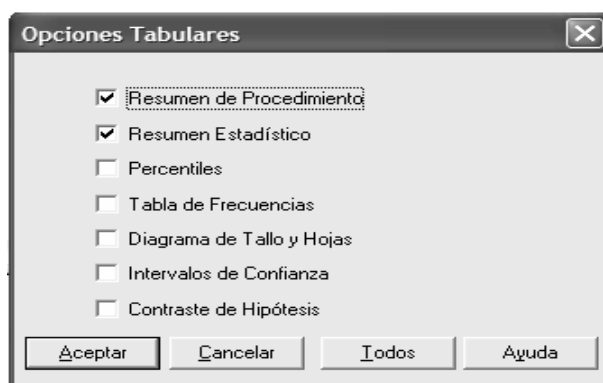 Opciones Tabulares
Resumen de Procedimiento
Resumen Estadístico
Percentiles
Tabla de Frecuencias
Diagrama de Tallo y Hojas
Intervalos de Confianza
Contraste de Hipótesis
Aceptar Cancelar Todos Ayuda